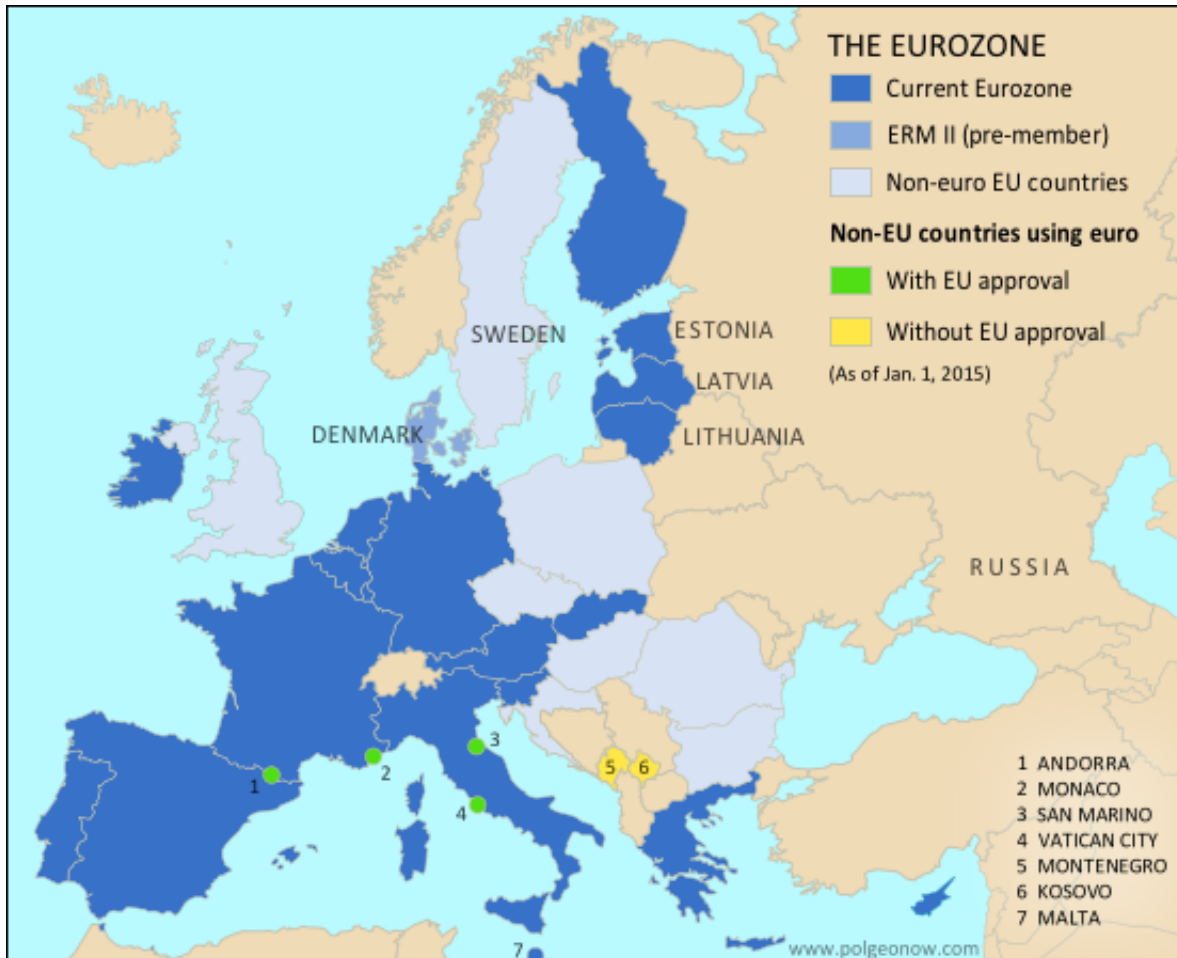 THE EUROZONE
Current Eurozone
ERM II (pre-member)
Non-euro EU countries
Non-EU countries using euro
With EU approval
Without EU approval
(As of Jan. 1, 2015)
SWEDEN
ESTONIA
LATVIA
DENMARK
LITHUANIA
RUSSIA
1
2
3
4
5
6
7
1 ANDORRA
2 MONACO
3 SAN MARINO
4 VATICAN CITY
5 MONTENEGRO
6 KOSOVO
7 MALTA
www.polgeonow.com